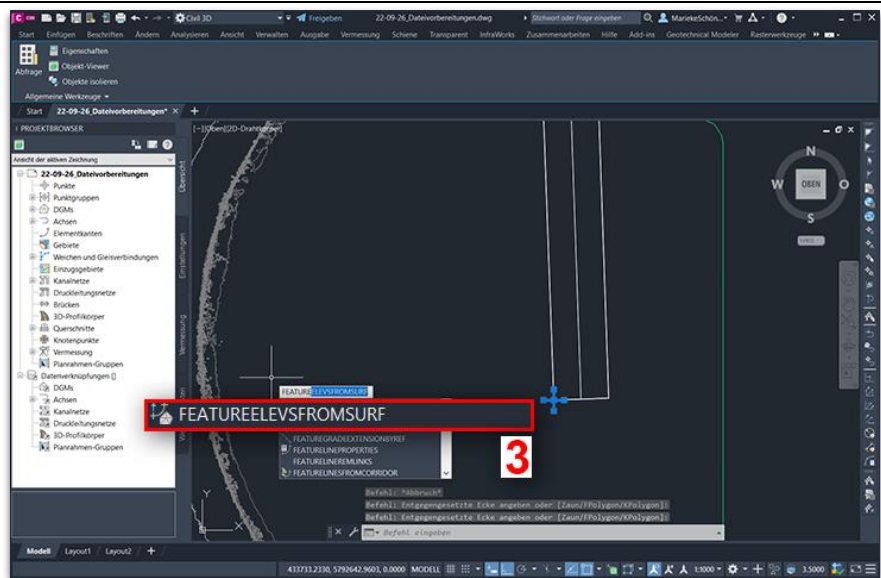 Civil 3D
Freigeben
22-09-26_Dateivorbereitungen.dwg
Stichwort oder Frage eingeben
MariekeSchön...
Start Einfügen Beschriften Ändern Analysieren Ansicht Verwalten Ausgabe Vermessung Schiene Transparent InfraWorks Zusammenarbeiten Hilfe Add-ins Geotechnical Modeler Rasterwerkzeuge
Abfrage
Eigenschaften
Objekt-Viewer
Objekte isolieren
Allgemeine Werkzeuge
Start 22-09-26_Dateivorbereitungen* +
PROJEKTBROWSER
Ansicht der aktiven Zeichnung
22-09-26_Dateivorbereitungen
Punkte
Punktgruppen
DGMs
Achsen
Elementkanten
Gebiete
Weichen und Gleisverbindungen
Einzugsgebiete
Kanalnetze
Druckleitungsnetze
Brücken
3D-Profilkörper
Querschnitte
Knotenpunkte
Vermessung
Planrahmen-Gruppen
Datenverknüpfungen []
DGMs
Achsen
Kanalnetze
Druckleitungsnetze
3D-Profilkörper
Planrahmen-Gruppen
Übersicht
Einstellungen
Vermessung
[-][Oben][2D-Drahtkörper]
N
W OBEN O
S
FEATUREELEVSFROMSURF
FEATUREELEVSFROMSURF
3
FEATUREGRADEEXTENSIONBYREF
FEATURELINEPROPERTIES
FEATURELINEREMLINKS
FEATURELINESFROMCORRIDOR
Y
X
Befehl: *Abbruch*
Befehl: Entgegengesetzte Ecke angeben oder [Zaun/FPolygon/KPolygon]:
Befehl: Entgegengesetzte Ecke angeben oder [Zaun/FPolygon/KPolygon]:
Befehl eingeben
Modell Layout1 Layout2 +
433733.2330, 5792642.9603, 0.0000 MODELL 1:1000 3.5000